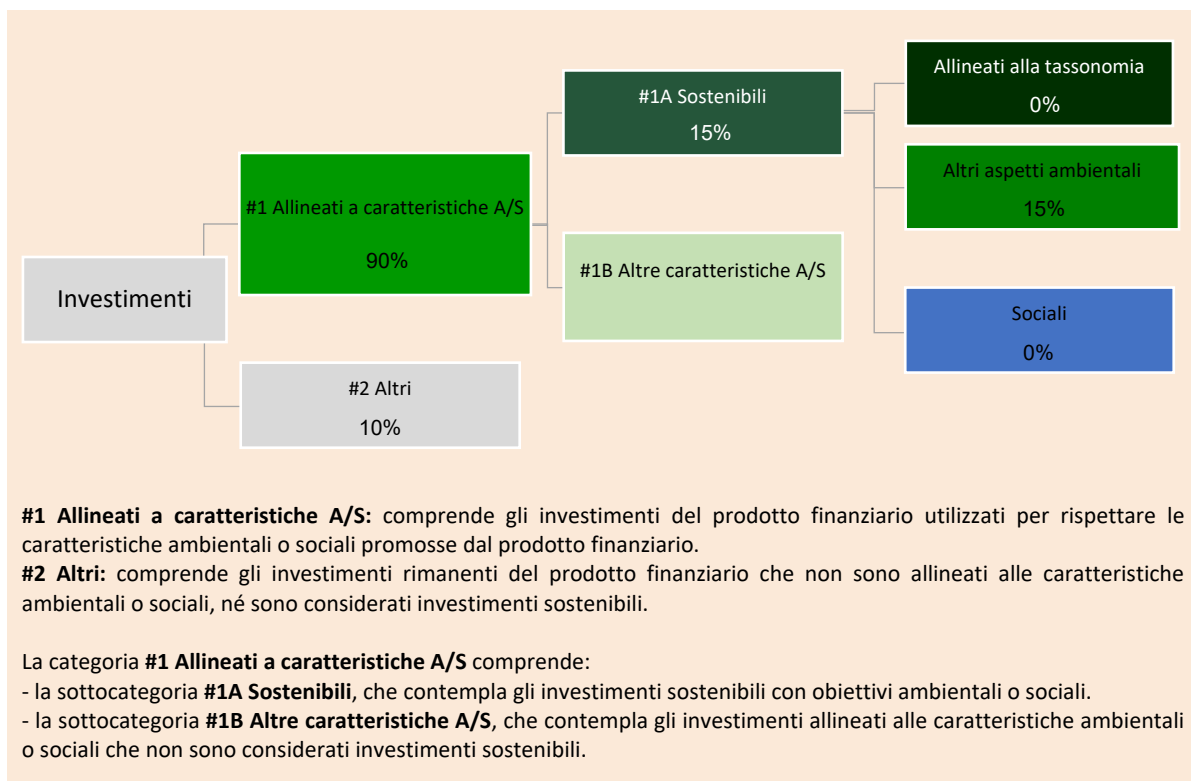 Investimenti
#1 Allineati a caratteristiche A/S
90%
#2 Altri
10%
#1A Sostenibili
15%
#1B Altre caratteristiche A/S
Allineati alla tassonomia
0%
Altri aspetti ambientali
15%
Sociali
0%
#1 Allineati a caratteristiche A/S: comprende gli investimenti del prodotto finanziario utilizzati per rispettare le
caratteristiche ambientali o sociali promosse dal prodotto finanziario.
#2 Altri: comprende gli investimenti rimanenti del prodotto finanziario che non sono allineati alle caratteristiche
ambientali o sociali, né sono considerati investimenti sostenibili.
La categoria #1 Allineati a caratteristiche A/S comprende:
- la sottocategoria #1A Sostenibili, che contempla gli investimenti sostenibili con obiettivi ambientali o sociali.
- la sottocategoria #1B Altre caratteristiche A/S, che contempla gli investimenti allineati alle caratteristiche ambientali
o sociali che non sono considerati investimenti sostenibili.